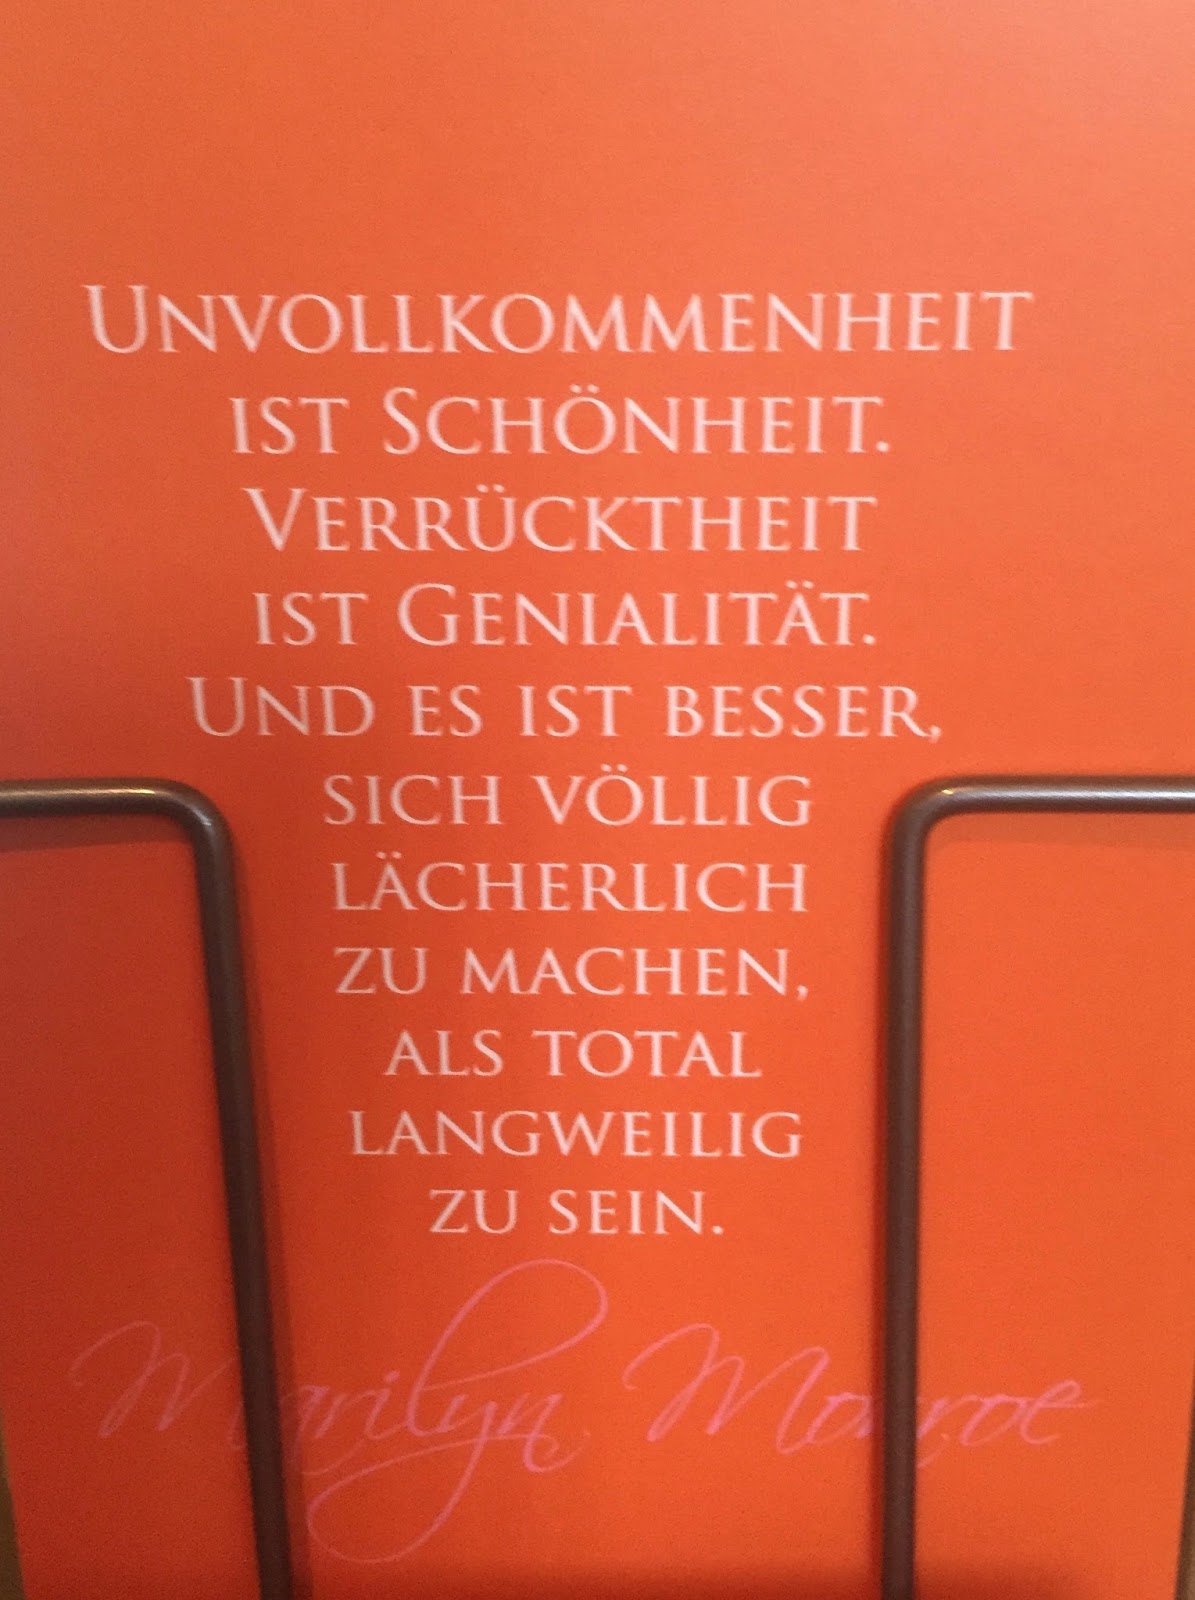 Unvollkommenheit
ist Schönheit.
Verrücktheit
ist Genialität.
Und es ist besser,
sich völlig
lächerlich
zu machen,
als total
langweilig
zu sein.
Marilyn Monroe